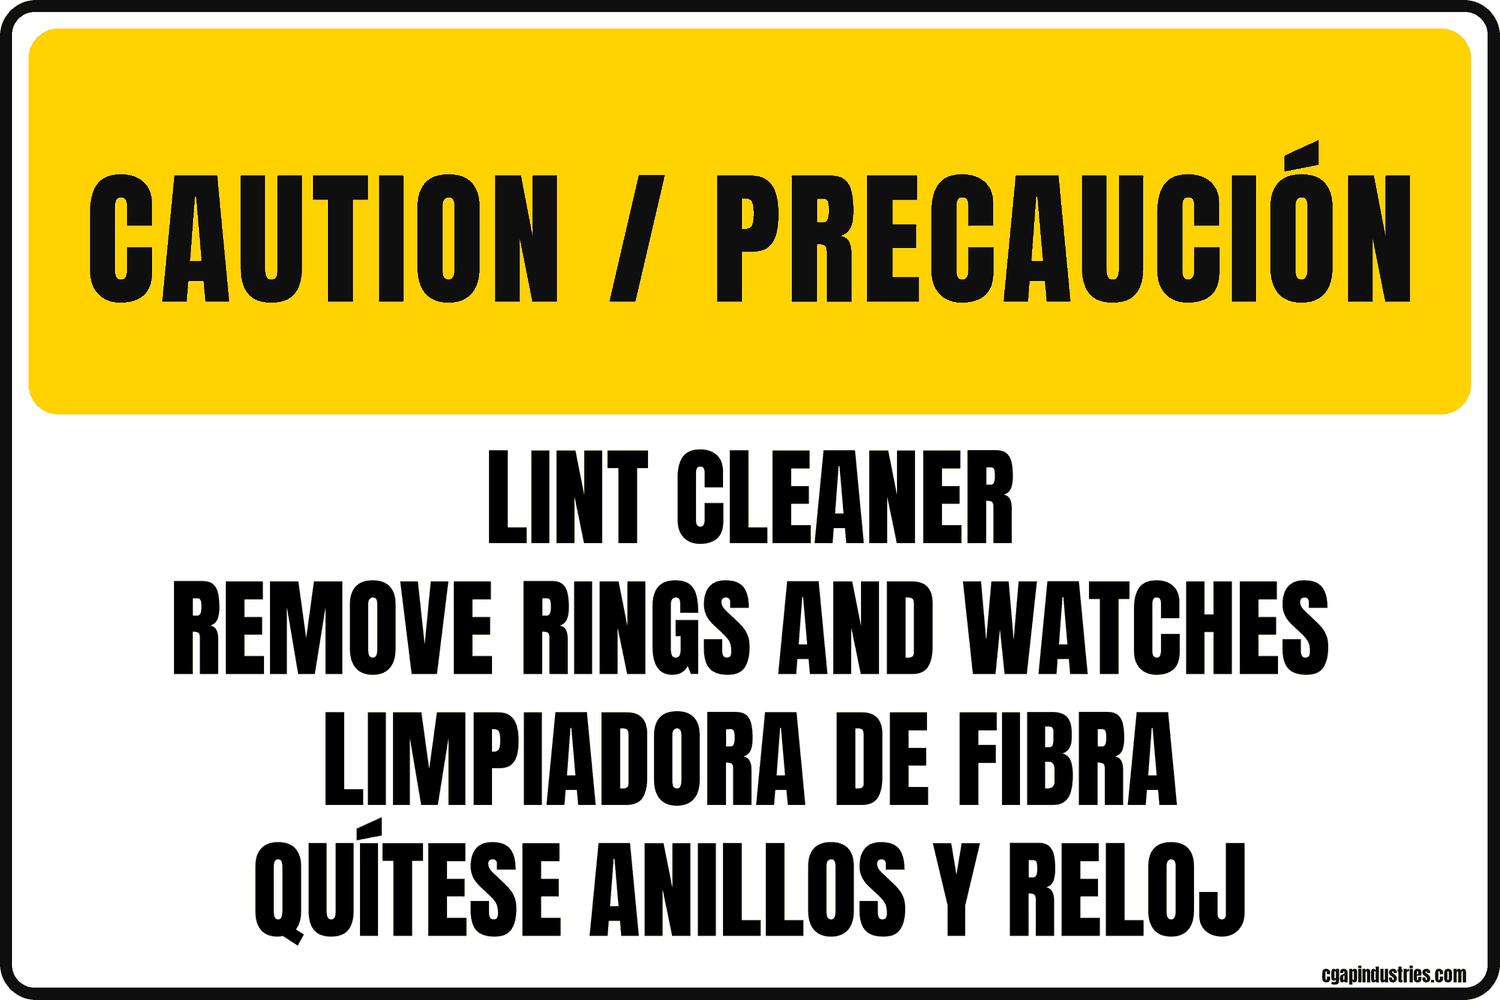 CAUTION / PRECAUCIÓN
LINT CLEANER
REMOVE RINGS AND WATCHES
LIMPIADORA DE FIBRA
QUÍTESE ANILLOS Y RELOJ
cgapindustries.com